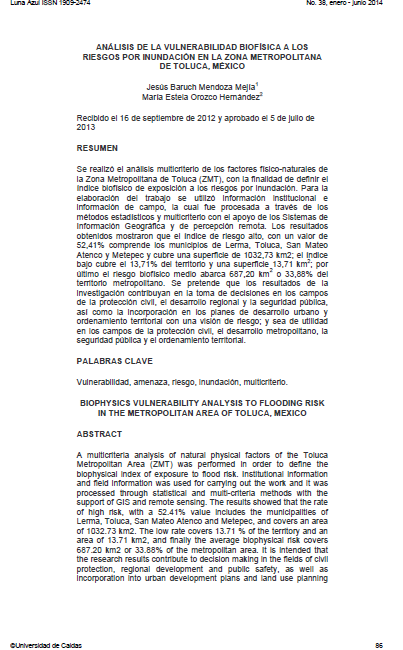 Luna Azul ISSN 1909-2474 No. 38, enero - junio 2014
ANÁLISIS DE LA VULNERABILIDAD BIOFÍSICA A LOS
RIESGOS POR INUNDACIÓN EN LA ZONA METROPOLITANA
DE TOLUCA, MÉXICO
Jesús Baruch Mendoza Mejía1
María Estela Orozco Hernández2
Recibido el 16 de septiembre de 2012 y aprobado el 5 de julio de
2013
RESUMEN
Se realizó el análisis multicriterio de los factores físico-naturales de
la Zona Metropolitana de Toluca (ZMT), con la finalidad de definir el
índice biofísico de exposición a los riesgos por inundación. Para la
elaboración del trabajo se utilizó información institucional e
información de campo, la cual fue procesada a través de los
métodos estadísticos y multicriterio con el apoyo de los Sistemas de
Información Geográfica y de percepción remota. Los resultados
obtenidos mostraron que el índice de riesgo alto, con un valor de
52,41% comprende los municipios de Lerma, Toluca, San Mateo
Atenco y Metepec y cubre una superficie de 1032,73 km2; el índice
bajo cubre el 13,71% del territorio y una superficie 13,71 km2; por
último el riesgo biofísico medio abarca 687,20 km2 o 33,88% del
territorio metropolitano. Se pretende que los resultados de la
investigación contribuyan en la toma de decisiones en los campos
de la protección civil, el desarrollo regional y la seguridad pública,
así como la incorporación en los planes de desarrollo urbano y
ordenamiento territorial con una visión de riesgo; y sea de utilidad
en los campos de la protección civil, el desarrollo metropolitano, la
seguridad pública y el ordenamiento territorial.
PALABRAS CLAVE
Vulnerabilidad, amenaza, riesgo, inundación, multicriterio.
BIOPHYSICS VULNERABILITY ANALYSIS TO FLOODING RISK
IN THE METROPOLITAN AREA OF TOLUCA, MEXICO
ABSTRACT
A multicriteria analysis of natural physical factors of the Toluca
Metropolitan Area (ZMT) was performed in order to define the
biophysical index of exposure to flood risk. Institutional information
and field information was used for carrying out the work and it was
processed through statistical and multi-criteria methods with the
support of GIS and remote sensing. The results showed that the rate
of high risk, with a 52.41% value includes the municipalities of
Lerma, Toluca, San Mateo Atenco and Metepec, and covers an area
of 1032.73 km2. The low rate covers 13.71 % of the territory and an
area of 13.71 km2, and finally the average biophysical risk covers
687.20 km2 or 33.88% of the metropolitan area. It is intended that
the research results contribute to decision making in the fields of civil
protection, regional development and public safety, as well as
incorporation into urban development plans and land use planning
©Universidad de Caldas 86